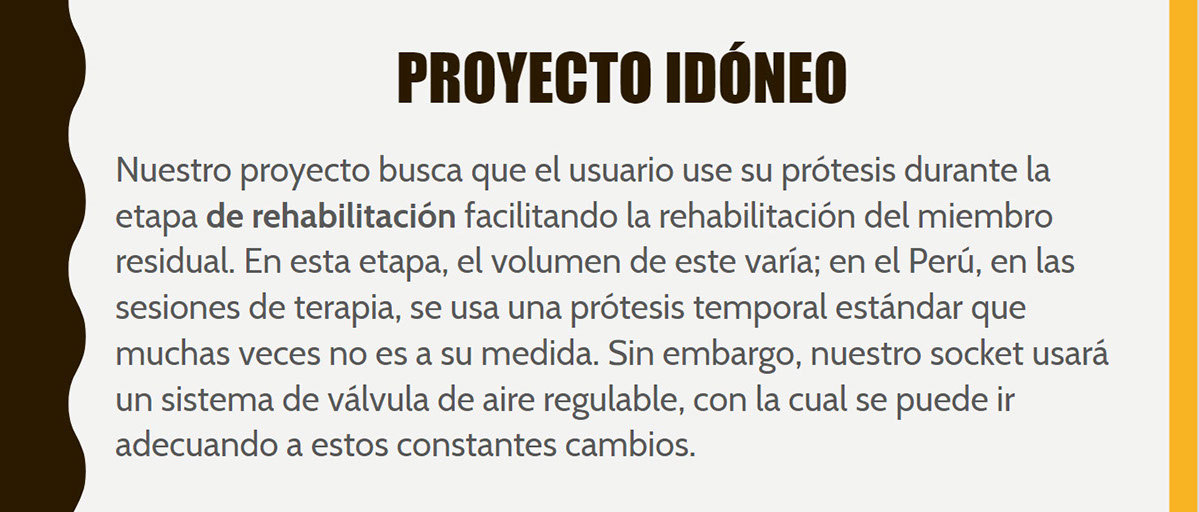 PROYECTO IDÓNEO
Nuestro proyecto busca que el usuario use su prótesis durante la
etapa de rehabilitación facilitando la rehabilitación del miembro
residual. En esta etapa, el volumen de este varía; en el Perú, en las
sesiones de terapia, se usa una prótesis temporal estándar que
muchas veces no es a su medida. Sin embargo, nuestro socket usará
un sistema de válvula de aire regulable, con la cual se puede ir
adecuando a estos constantes cambios.